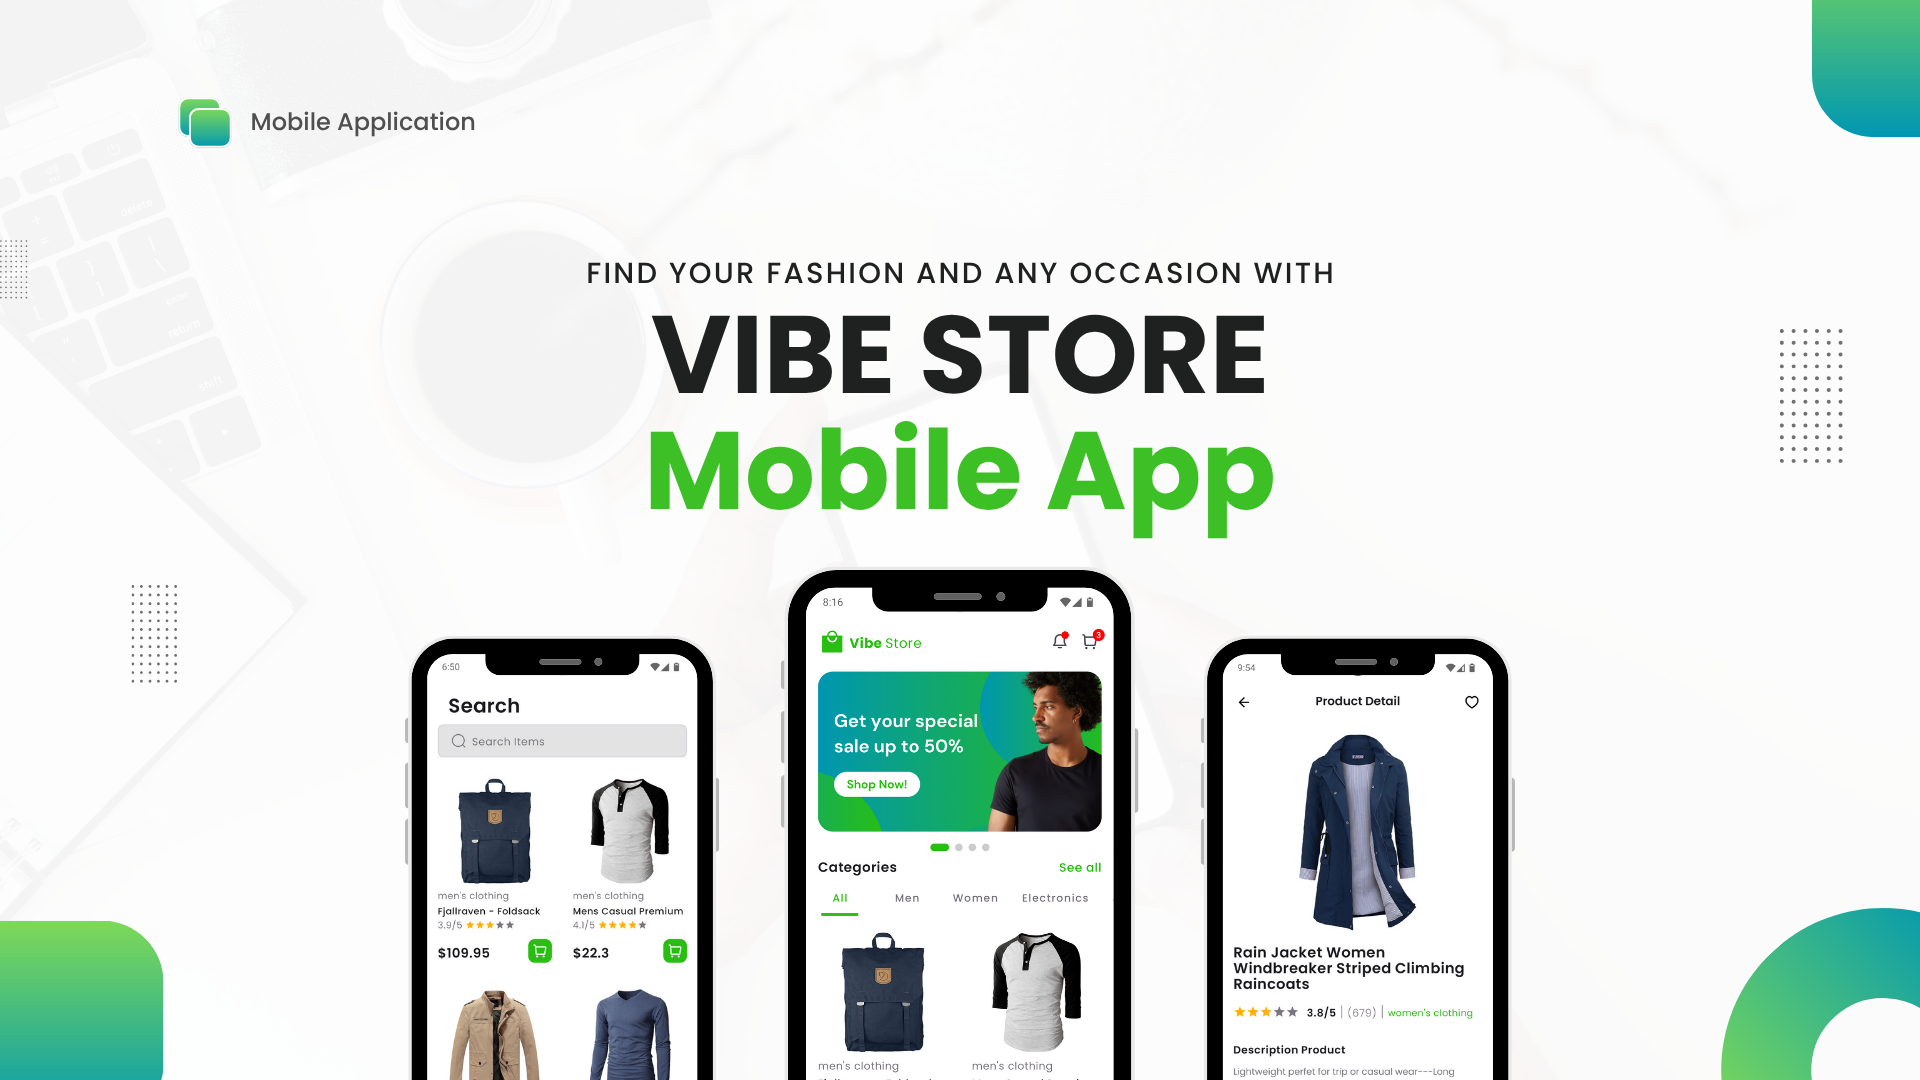 Mobile Application
FIND YOUR FASHION AND ANY OCCASION WITH
VIBE STORE
Mobile App
6:50
Search
Search Items
men's clothing
Fjallraven - Foldsack
3.9/5
$109.95
men's clothing
Mens Casual Premium
4.1/5
$22.3
8:16
Vibe Store
3
Get your special
sale up to 50%
Shop Now!
Categories
See all
All
Men
Women
Electronics
men's clothing
men's clothing
9:54
Product Detail
Rain Jacket Women
Windbreaker Striped Climbing
Raincoats
3.8/5 | (679) | women's clothing
Description Product
Lightweight perfet for trip or casual wear---Long
delete
return
shift